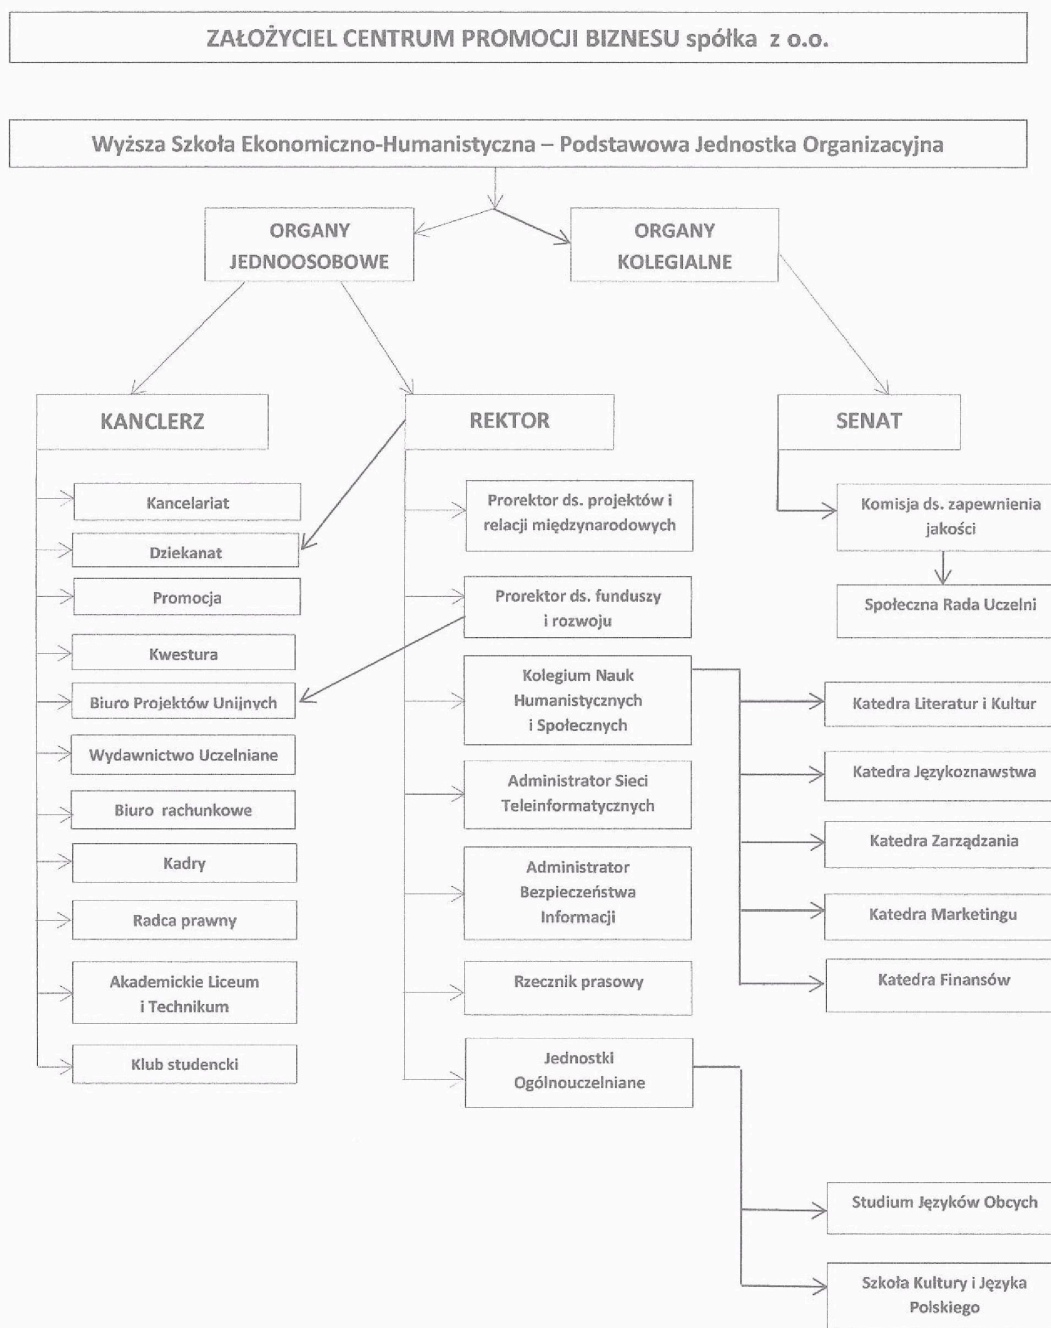 ZAŁOŻYCIEL CENTRUM PROMOCJI BIZNESU spółka z o.o.
Wyższa Szkoła Ekonomiczno-Humanistyczna – Podstawowa Jednostka Organizacyjna
ORGANY
JEDNOOSOBOWE
ORGANY
KOLEGIALNE
KANCLERZ
Kancelariat
Dziekanat
Promocja
Kwestura
Biuro Projektów Unijnych
Wydawnictwo Uczelniane
Biuro rachunkowe
Kadry
Radca prawny
Akademickie Liceum
i Technikum
Klub studencki
REKTOR
Prorektor ds. projektów i
relacji międzynarodowych
Prorektor ds. funduszy
i rozwoju
Kolegium Nauk
Humanistycznych
i Społecznych
Administrator Sieci
Teleinformatycznych
Administrator
Bezpieczeństwa
Informacji
Rzecznik prasowy
Jednostki
Ogólnouczelniane
SENAT
Komisja ds. zapewnienia
jakości
Społeczna Rada Uczelni
Katedra Literatur i Kultur
Katedra Językoznawstwa
Katedra Zarządzania
Katedra Marketingu
Katedra Finansów
Studium Języków Obcych
Szkoła Kultury i Języka
Polskiego